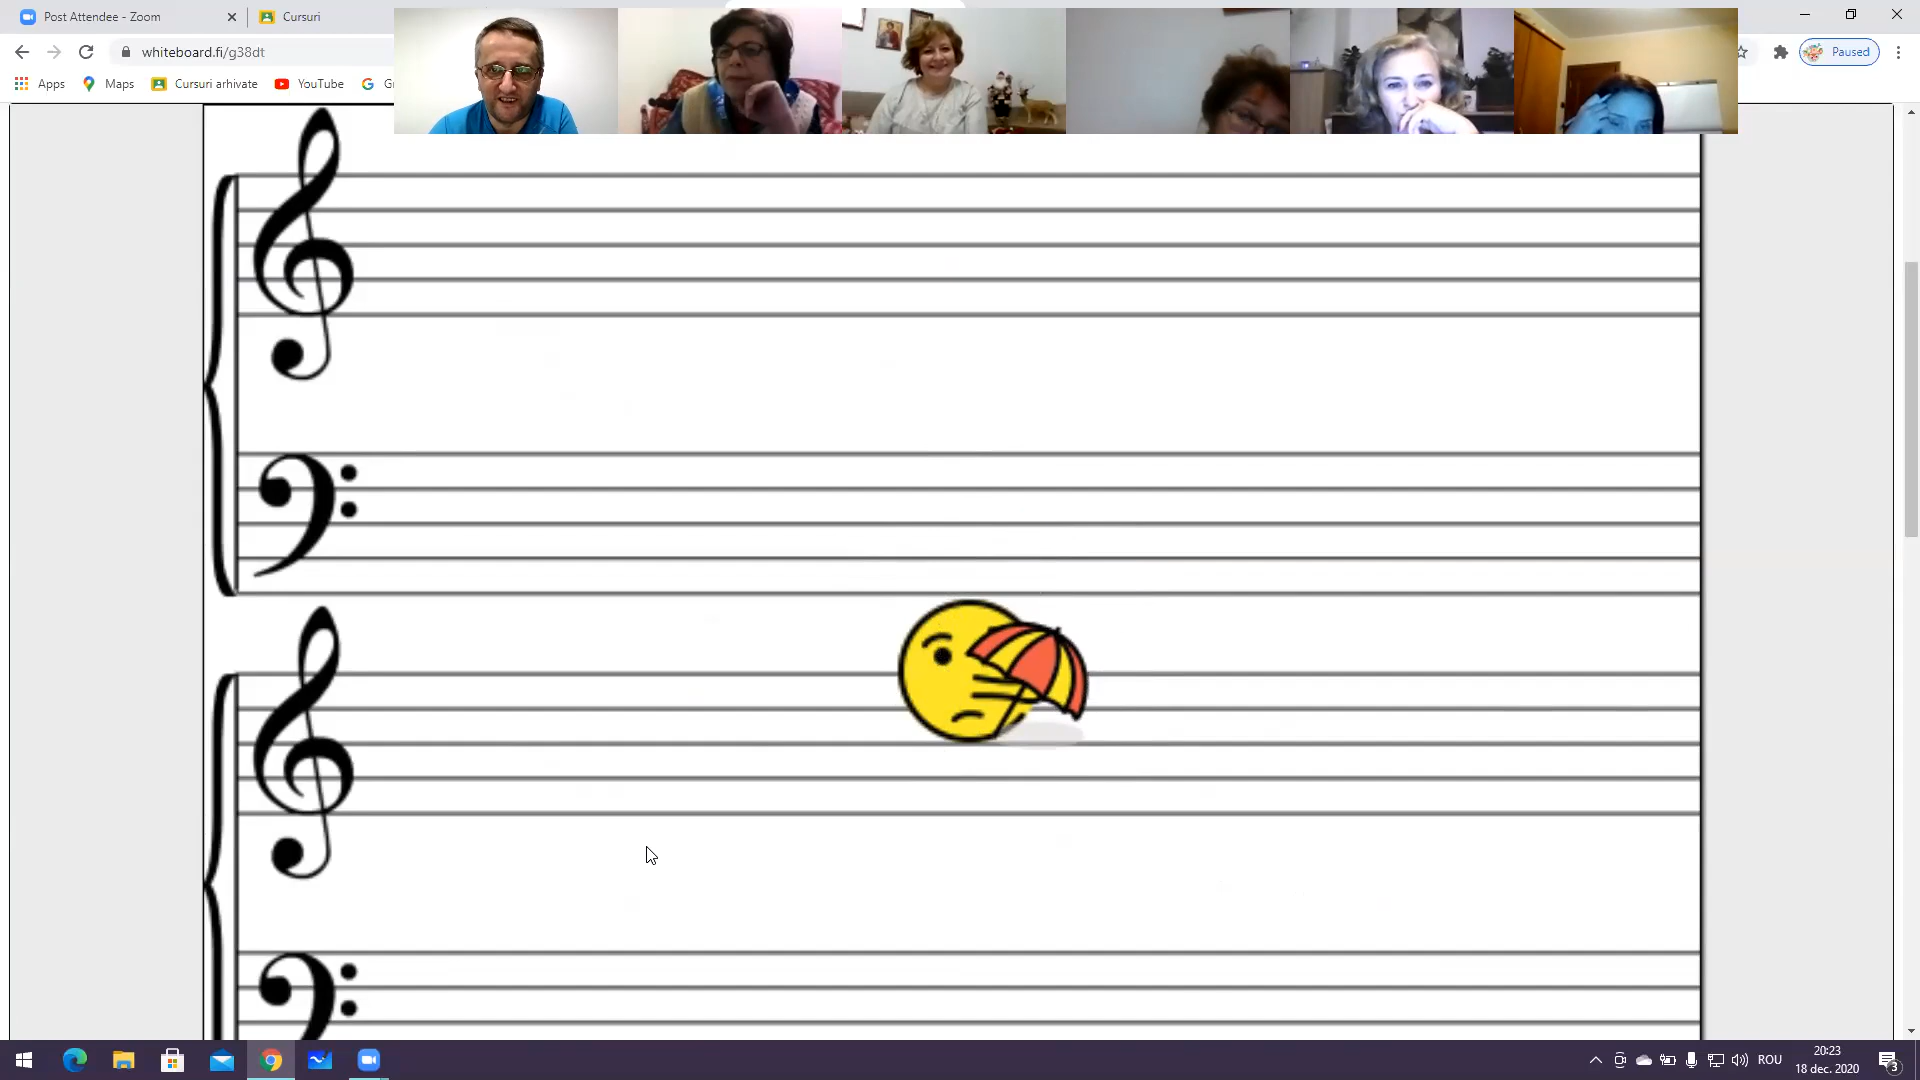 Post Attendee - Zoom
Cursuri
whiteboard.fi/g38dt
Paused
Apps
Maps
Cursuri arhivate
YouTube
G
ROU
20:23
18 dec. 2020
3